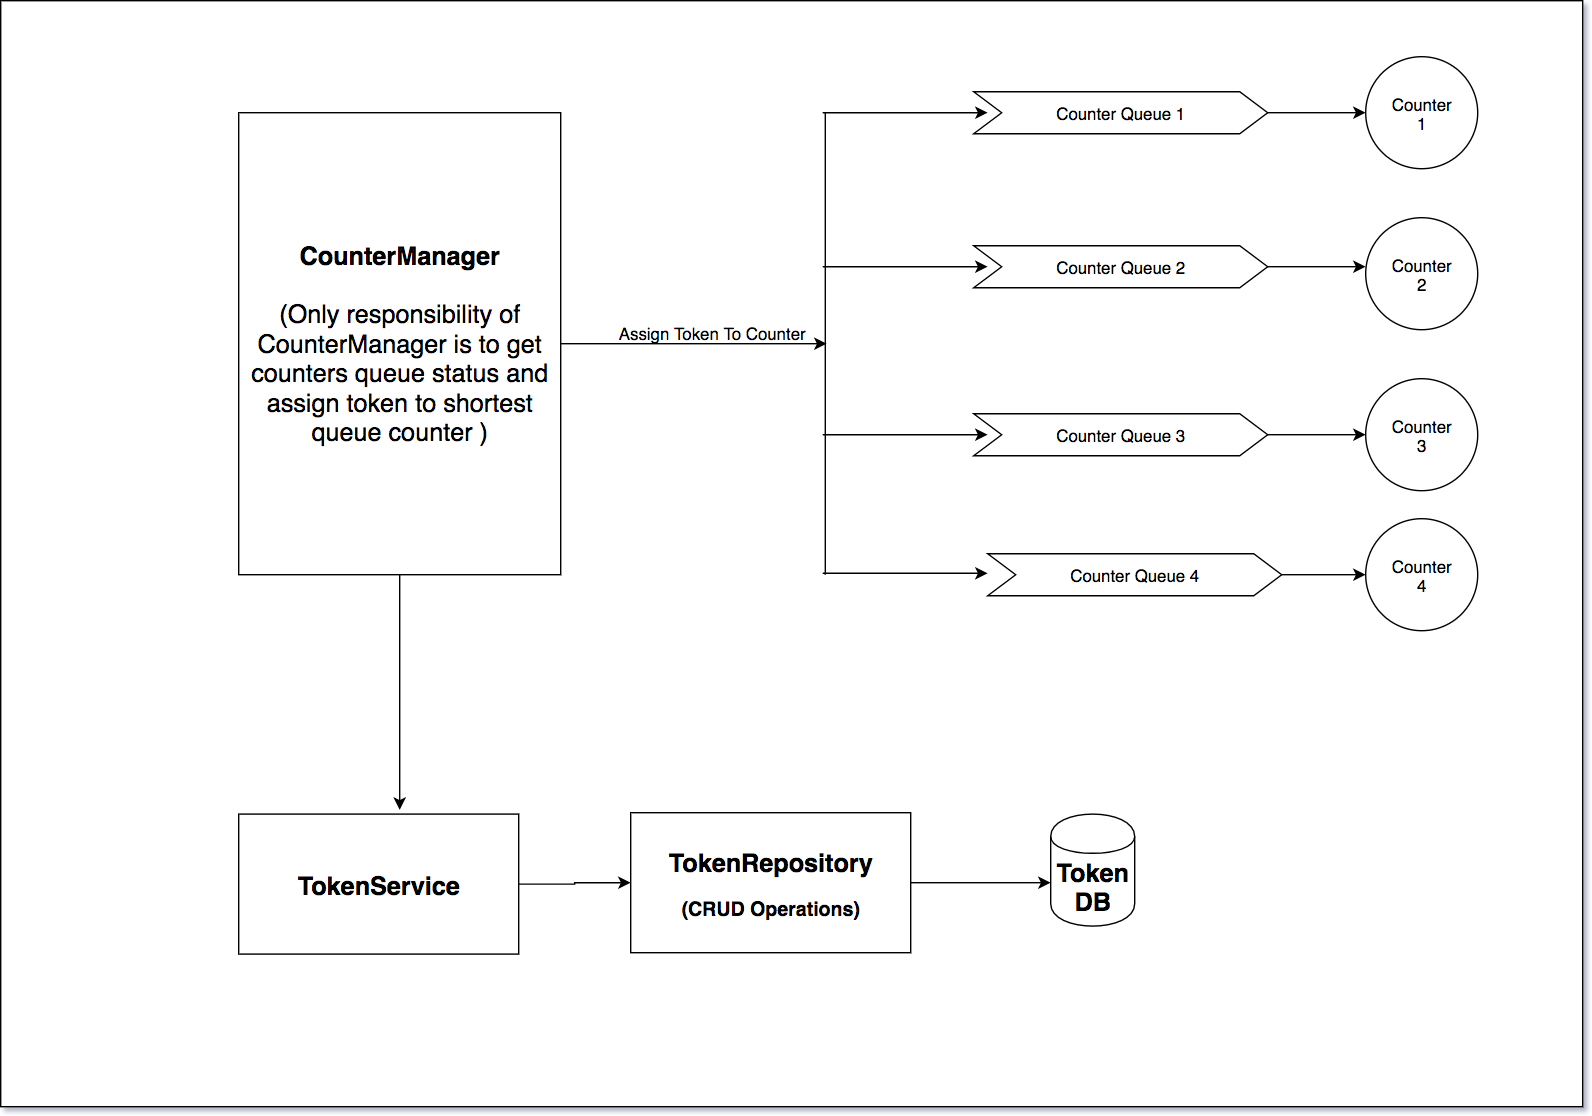 CounterManager
(Only responsibility of
CounterManager is to get
counters queue status and
assign token to shortest
queue counter )
Assign Token To Counter
Counter Queue 1
Counter
1
Counter Queue 2
Counter
2
Counter Queue 3
Counter
3
Counter Queue 4
Counter
4
TokenService
TokenRepository
(CRUD Operations)
Token
DB